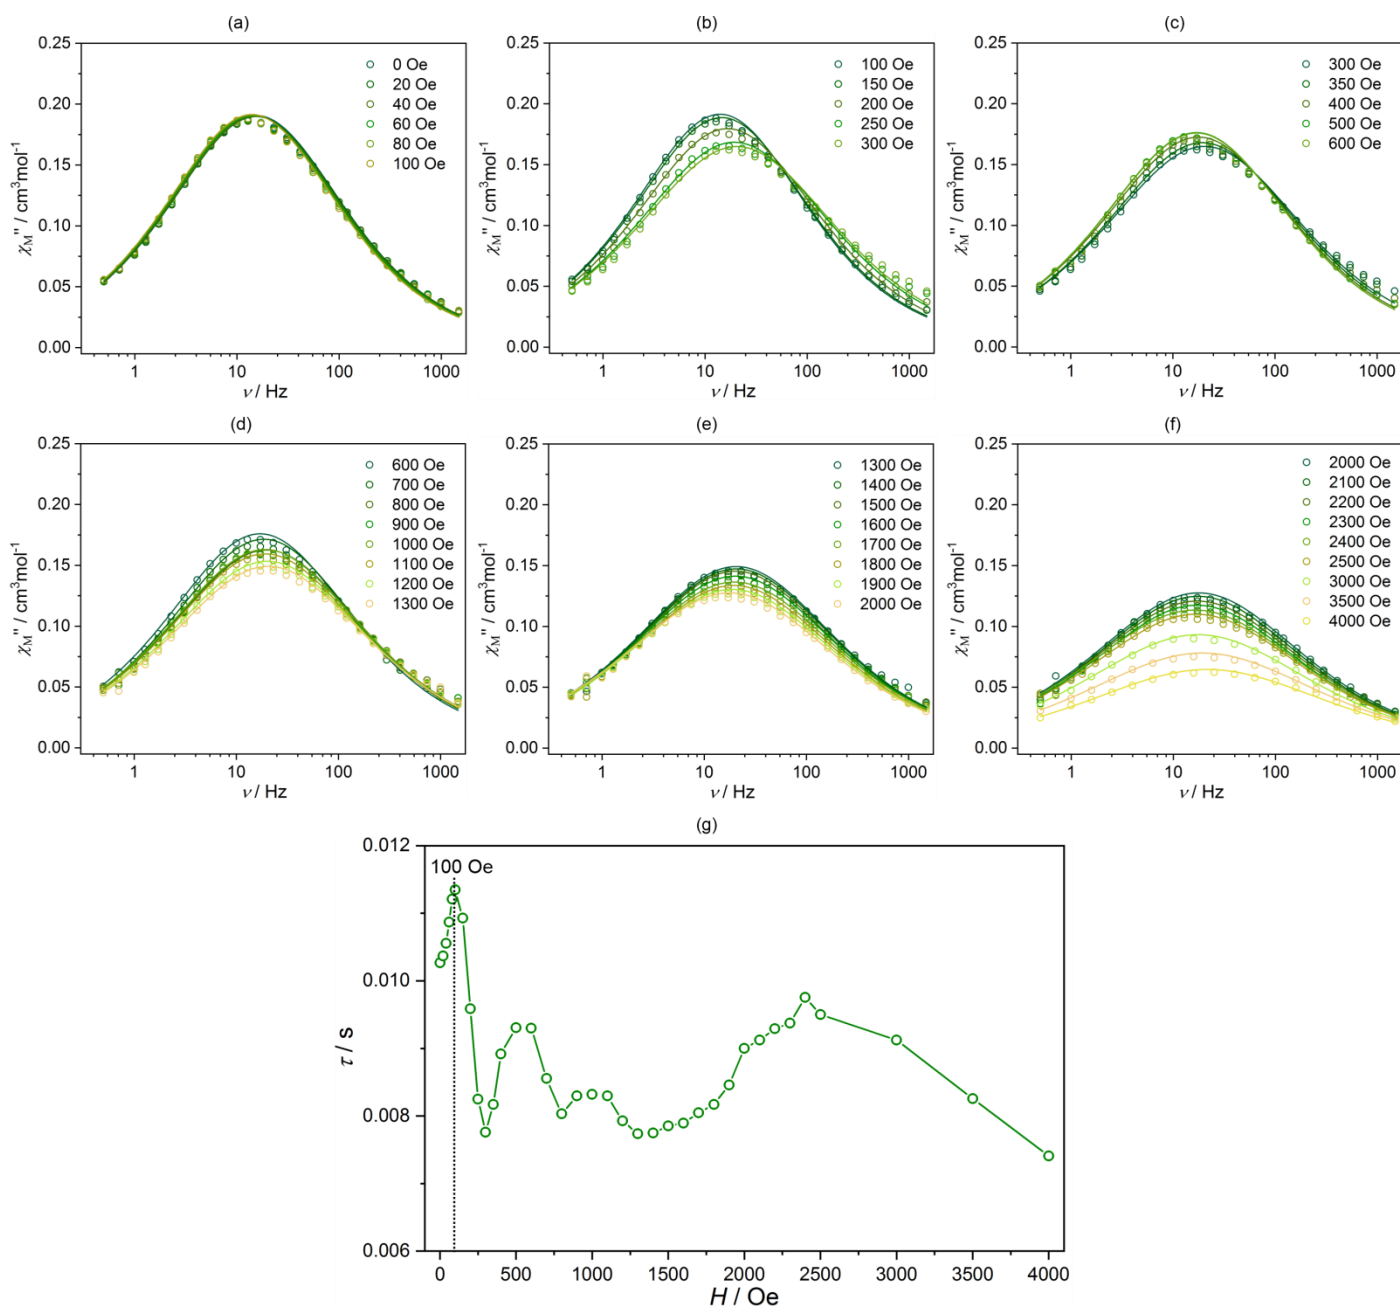 (a)
0.25
0.20
0.15
0.10
0.05
0.00
χM'' / cm³mol⁻¹
0 Oe
20 Oe
40 Oe
60 Oe
80 Oe
100 Oe
1 10 100 1000
ν / Hz
(b)
0.25
0.20
0.15
0.10
0.05
0.00
χM'' / cm³mol⁻¹
100 Oe
150 Oe
200 Oe
250 Oe
300 Oe
1 10 100 1000
ν / Hz
(c)
0.25
0.20
0.15
0.10
0.05
0.00
χM'' / cm³mol⁻¹
300 Oe
350 Oe
400 Oe
500 Oe
600 Oe
1 10 100 1000
ν / Hz
(d)
0.25
0.20
0.15
0.10
0.05
0.00
χM'' / cm³mol⁻¹
600 Oe
700 Oe
800 Oe
900 Oe
1000 Oe
1100 Oe
1200 Oe
1300 Oe
1 10 100 1000
ν / Hz
(e)
0.25
0.20
0.15
0.10
0.05
0.00
χM'' / cm³mol⁻¹
1300 Oe
1400 Oe
1500 Oe
1600 Oe
1700 Oe
1800 Oe
1900 Oe
2000 Oe
1 10 100 1000
ν / Hz
(f)
0.25
0.20
0.15
0.10
0.05
0.00
χM'' / cm³mol⁻¹
2000 Oe
2100 Oe
2200 Oe
2300 Oe
2400 Oe
2500 Oe
3000 Oe
3500 Oe
4000 Oe
1 10 100 1000
ν / Hz
(g)
0.012
0.010
0.008
0.006
τ / s
100 Oe
0 500 1000 1500 2000 2500 3000 3500 4000
H / Oe